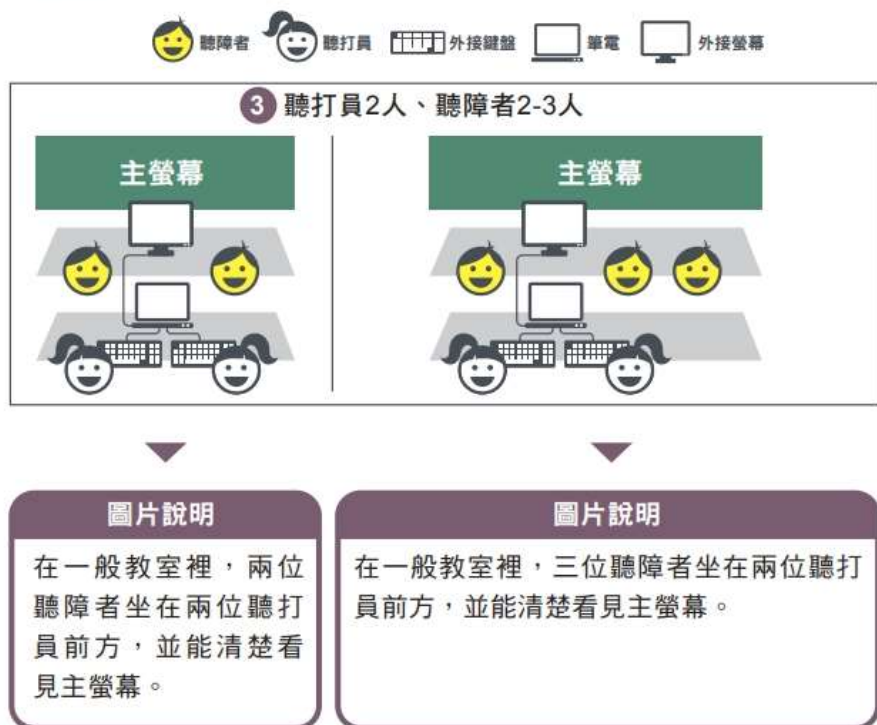 聽障者 聽打員 外接鍵盤 筆電 外接螢幕
3 聽打員2人、聽障者2-3人
主螢幕
主螢幕
圖片說明
在一般教室裡,兩位
聽障者坐在兩位聽打
員前方,並能清楚看
見主螢幕。
圖片說明
在一般教室裡,三位聽障者坐在兩位聽打
員前方,並能清楚看見主螢幕。